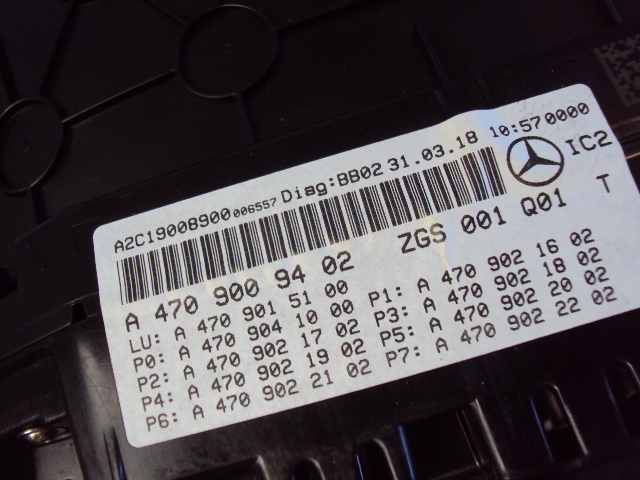 A2C19008900 006557 Diag:BB02 31.03.18 10:57 0000
IC2
A 470 900 94 02 ZGS 001 Q01 T
LU: A 470 901 51 00
P0: A 470 904 10 00 P1: A 470 902 16 02
P2: A 470 902 17 02 P3: A 470 902 18 02
P4: A 470 902 19 02 P5: A 470 902 20 02
P6: A 470 902 21 02 P7: A 470 902 22 02